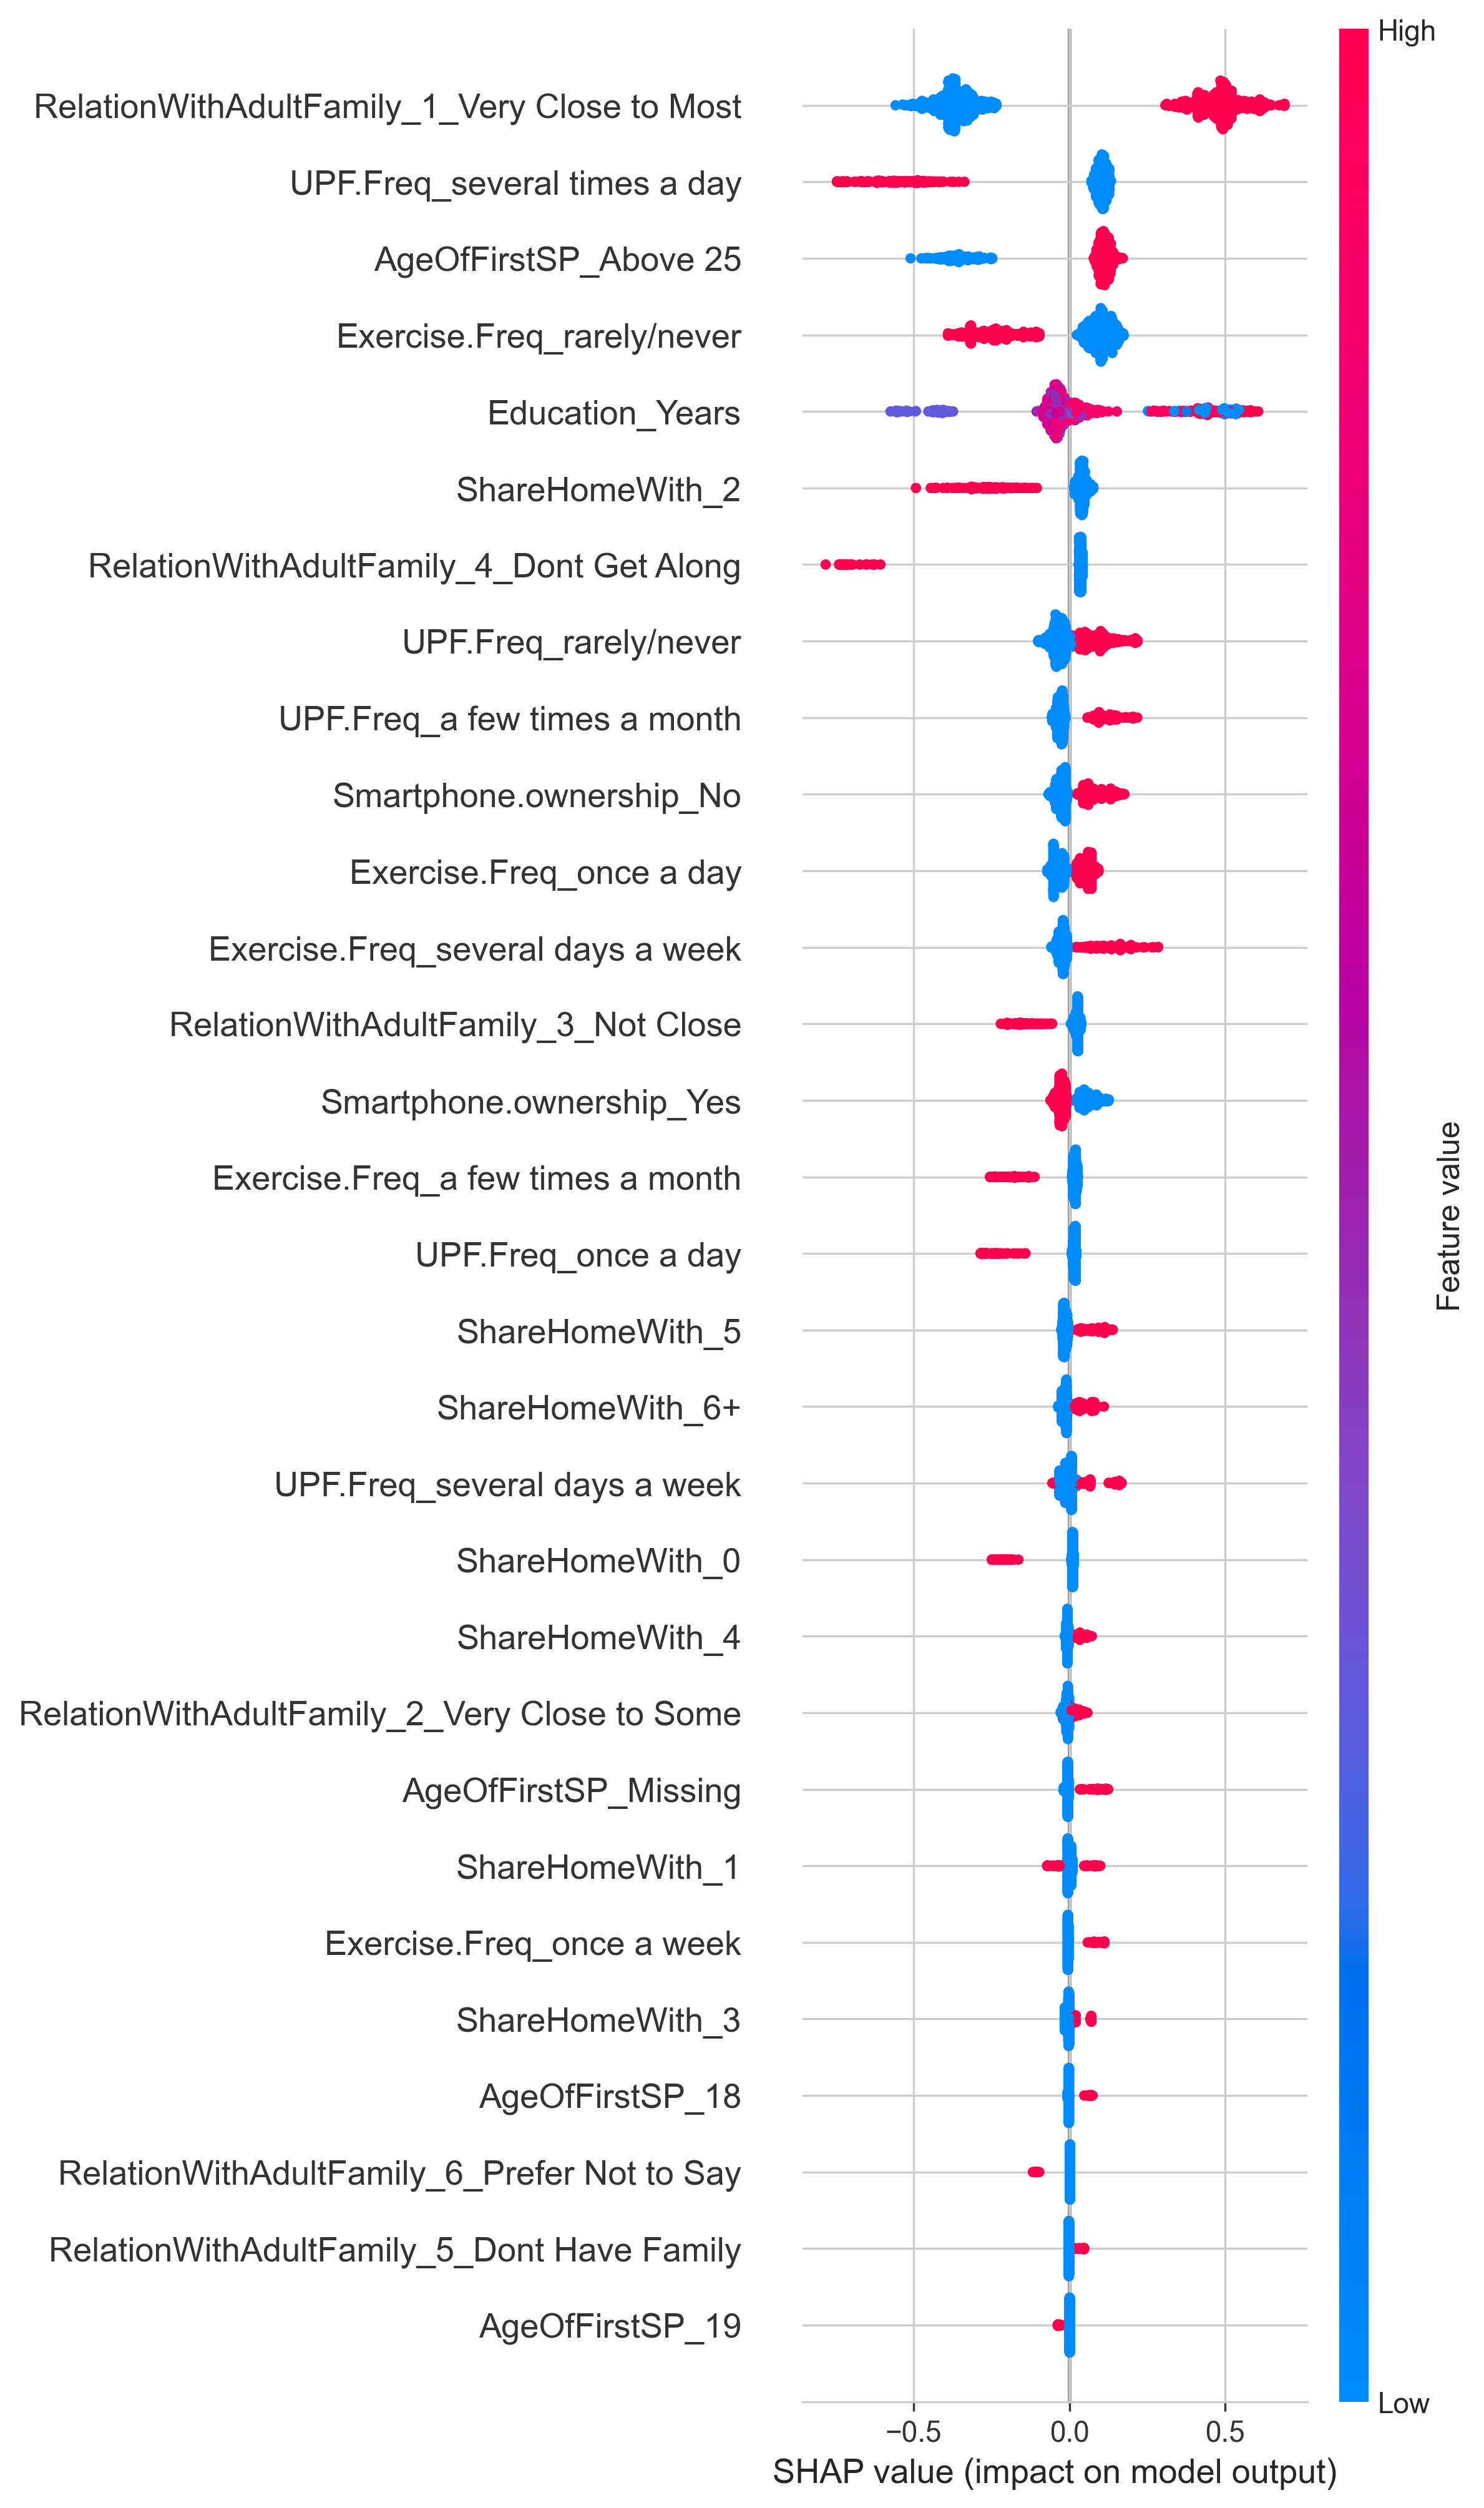 High
RelationWithAdultFamily_1_Very Close to Most
UPF.Freq_several times a day
AgeOfFirstSP_Above 25
Exercise.Freq_rarely/never
Education_Years
ShareHomeWith_2
RelationWithAdultFamily_4_Dont Get Along
UPF.Freq_rarely/never
UPF.Freq_a few times a month
Smartphone.ownership_No
Exercise.Freq_once a day
Exercise.Freq_several days a week
RelationWithAdultFamily_3_Not Close
Smartphone.ownership_Yes
Exercise.Freq_a few times a month
UPF.Freq_once a day
ShareHomeWith_5
ShareHomeWith_6+
UPF.Freq_several days a week
ShareHomeWith_0
ShareHomeWith_4
RelationWithAdultFamily_2_Very Close to Some
AgeOfFirstSP_Missing
ShareHomeWith_1
Exercise.Freq_once a week
ShareHomeWith_3
AgeOfFirstSP_18
RelationWithAdultFamily_6_Prefer Not to Say
RelationWithAdultFamily_5_Dont Have Family
AgeOfFirstSP_19
Feature value
Low
−0.5 0.0 0.5
SHAP value (impact on model output)